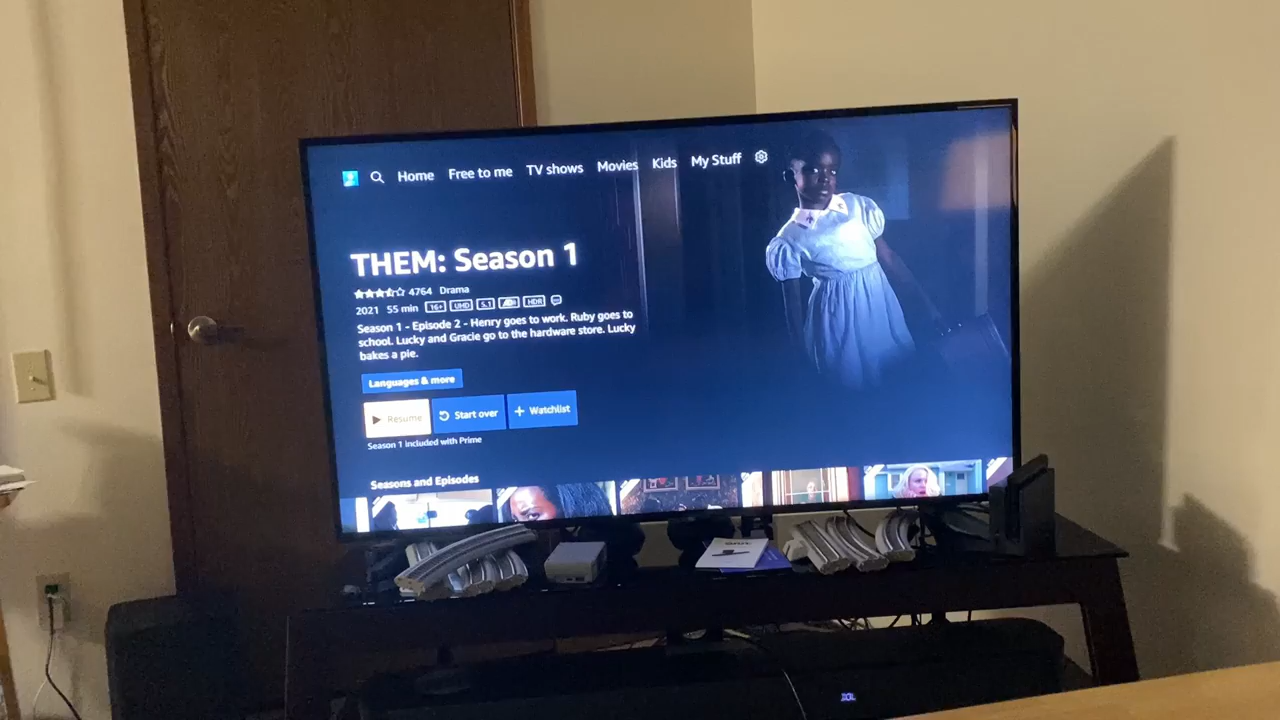 Home Free to me TV shows Movies Kids My Stuff
THEM: Season 1
4764 Drama
2021 55 min 16+ UHD 5.1 AD HDR
Season 1 - Episode 2 - Henry goes to work. Ruby goes to
school. Lucky and Gracie go to the hardware store. Lucky
bakes a pie.
Languages & more
Resume Start over + Watchlist
Season 1 included with Prime
Seasons and Episodes